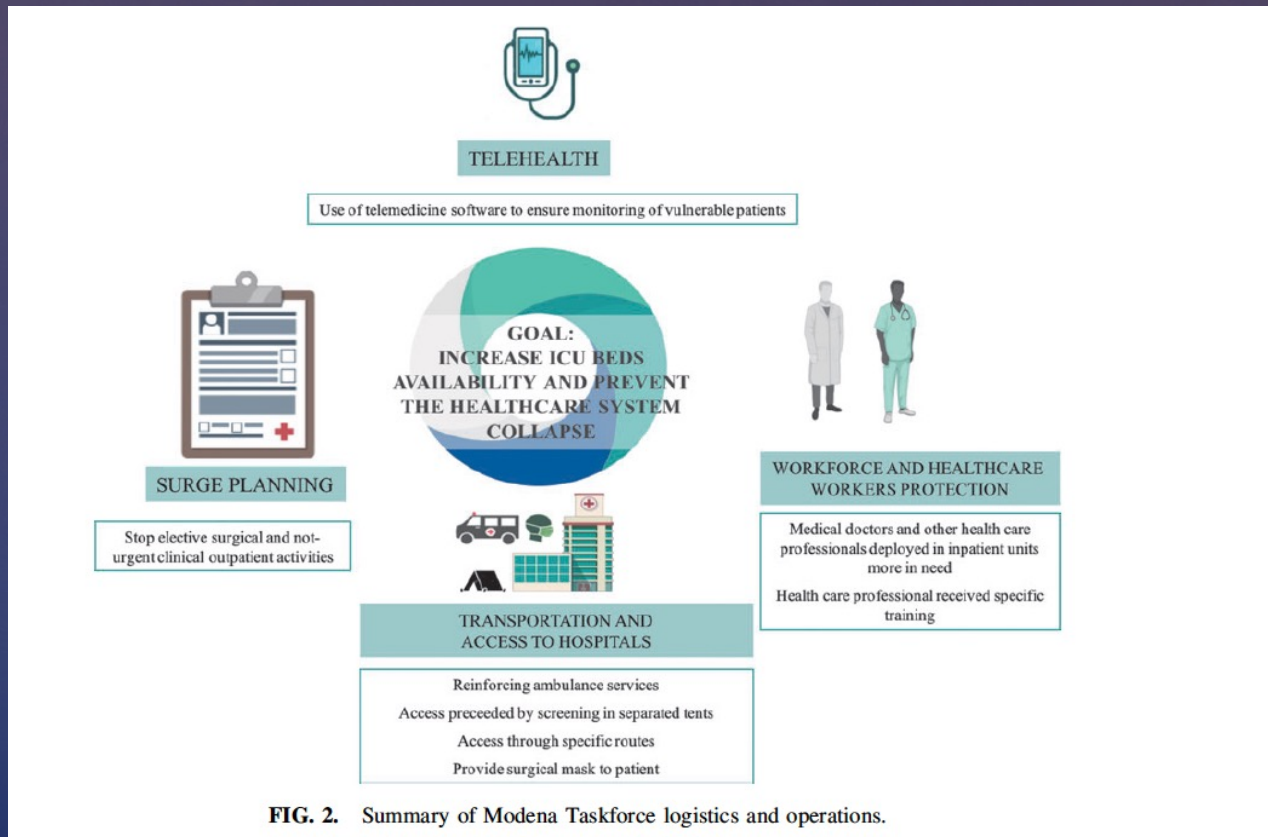 TELEHEALTH
Use of telemedicine software to ensure monitoring of vulnerable patients
GOAL:
INCREASE ICU BEDS
AVAILABILITY AND PREVENT
THE HEALTHCARE SYSTEM
COLLAPSE
SURGE PLANNING
Stop elective surgical and not-
urgent clinical outpatient activities
WORKFORCE AND HEALTHCARE
WORKERS PROTECTION
Medical doctors and other health care
professionals deployed in inpatient units
more in need
Health care professional received specific
training
TRANSPORTATION AND
ACCESS TO HOSPITALS
Reinforcing ambulance services
Access preceeded by screening in separated tents
Access through specific routes
Provide surgical mask to patient
FIG. 2. Summary of Modena Taskforce logistics and operations.